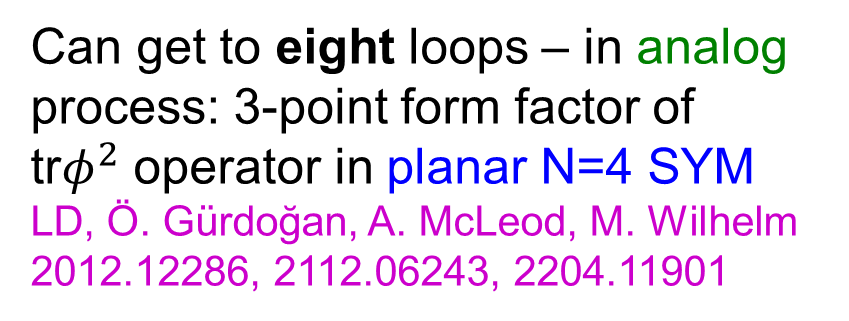 Can get to eight loops – in analog
process: 3-point form factor of
tr𝜙² operator in planar N=4 SYM
LD, Ö. Gürdoğan, A. McLeod, M. Wilhelm
2012.12286, 2112.06243, 2204.11901